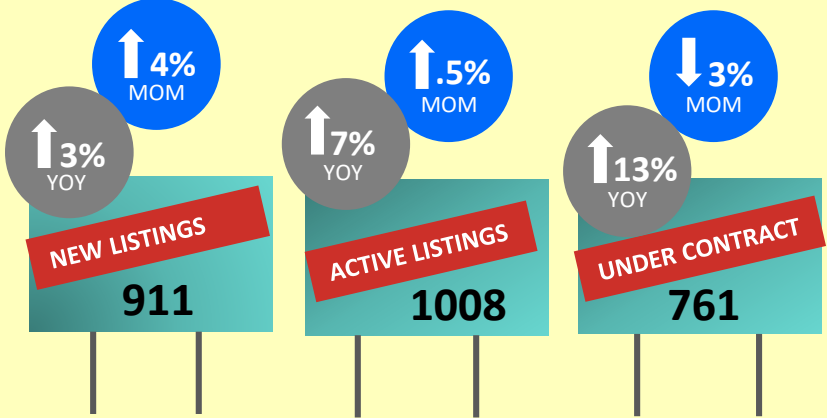 ↑4%
MOM
↑3%
YOY
NEW LISTINGS
911
↑.5%
MOM
↑7%
YOY
ACTIVE LISTINGS
1008
↓3%
MOM
↑13%
YOY
UNDER CONTRACT
761